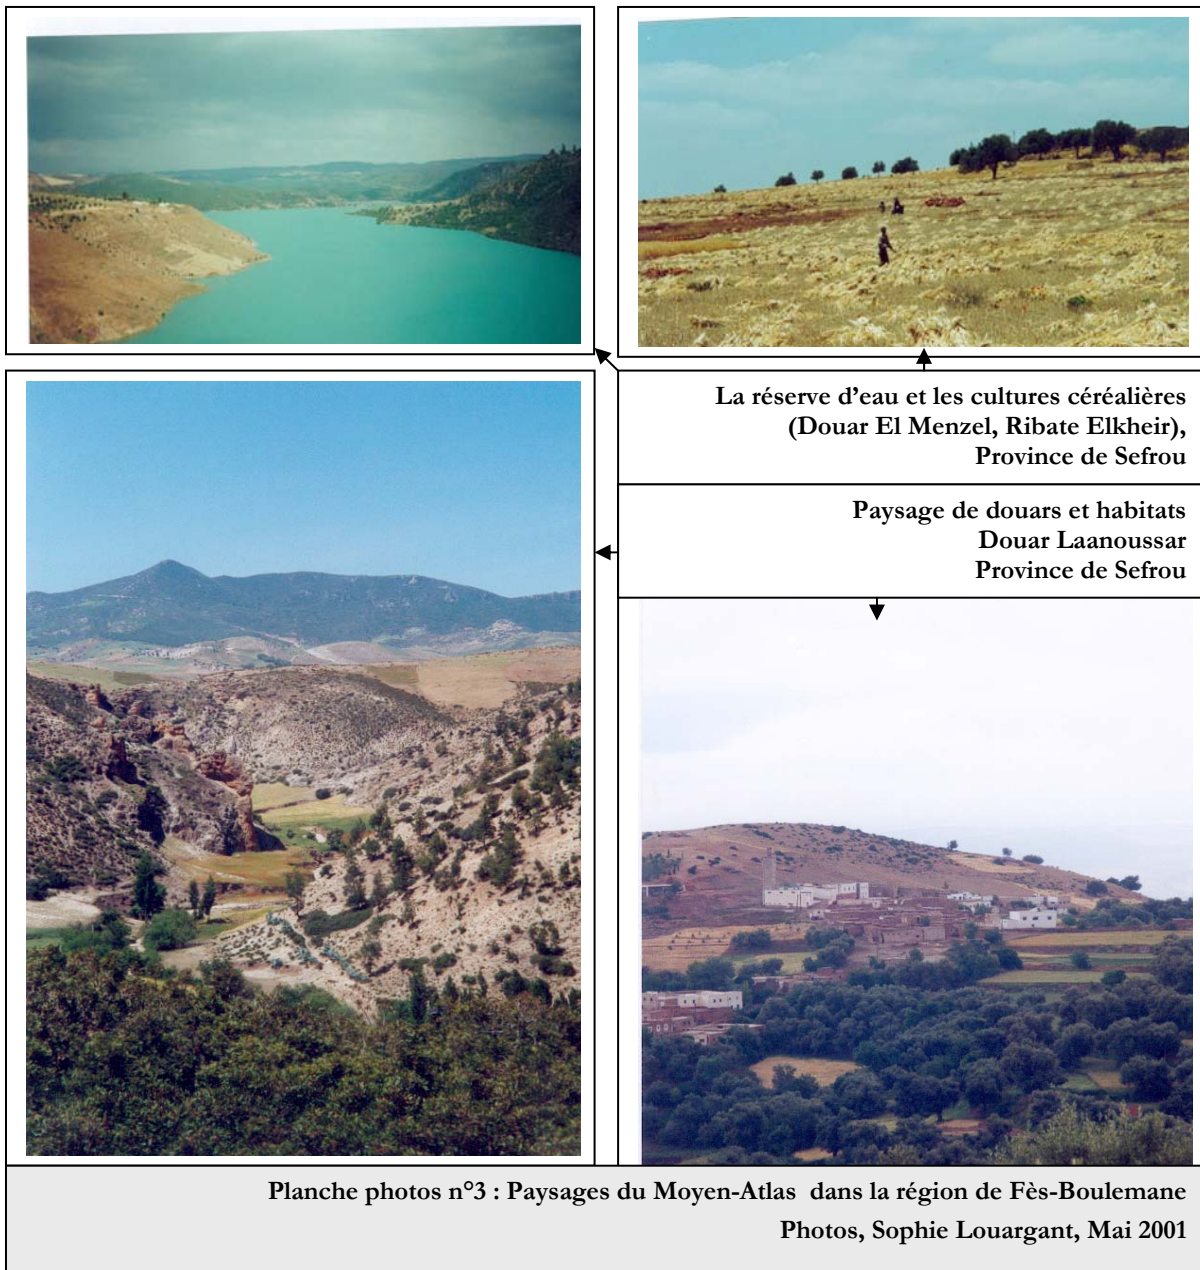 La réserve d'eau et les cultures céréalières
(Douar El Menzel, Ribate Elkheir),
Province de Sefrou
Paysage de douars et habitats
Douar Laanoussar
Province de Sefrou
Planche photos n°3 : Paysages du Moyen-Atlas dans la région de Fès-Boulemane
Photos, Sophie Louargant, Mai 2001